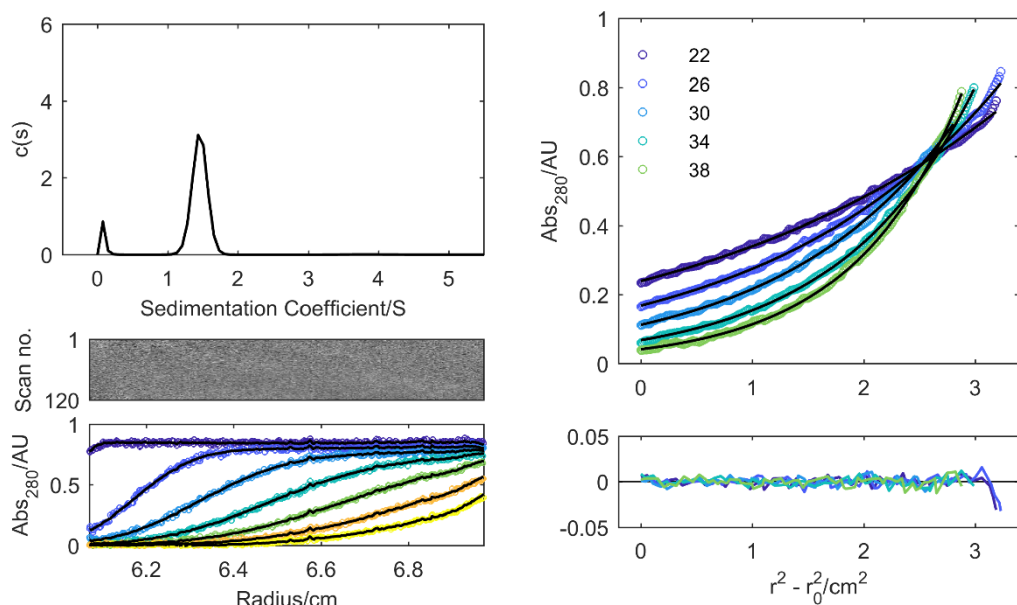 6
4
2
0
c(s)
0 1 2 3 4 5
Sedimentation Coefficient/S
1
120
Scan no.
1
0.5
0
Abs280/AU
6.2 6.4 6.6 6.8
Radius/cm
1
0.8
0.6
0.4
0.2
0
Abs280/AU
22
26
30
34
38
0 1 2 3
0.05
0
-0.05
0 1 2 3
r² - r₀²/cm²